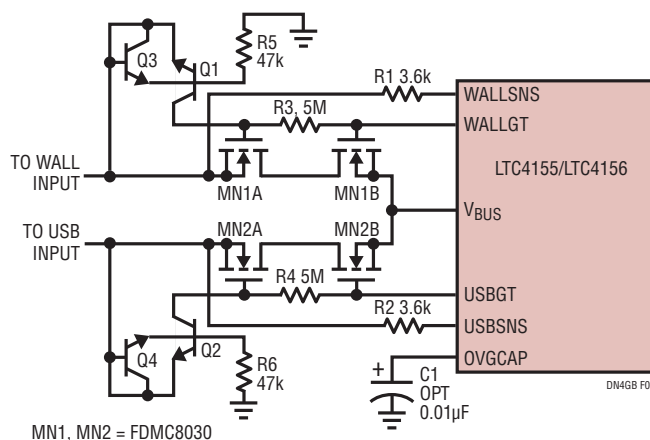 Q3
Q1
R5
47k
R1 3.6k
WALLSNS
R3, 5M
WALLGT
TO WALL
INPUT
MN1A
MN1B
LTC4155/LTC4156
VBUS
TO USB
INPUT
MN2A
MN2B
R4 5M
USBGT
R2 3.6k
USBSNS
Q4
Q2
R6
47k
OVGCAP
+
C1
OPT
0.01µF
DN4GB F0
MN1, MN2 = FDMC8030